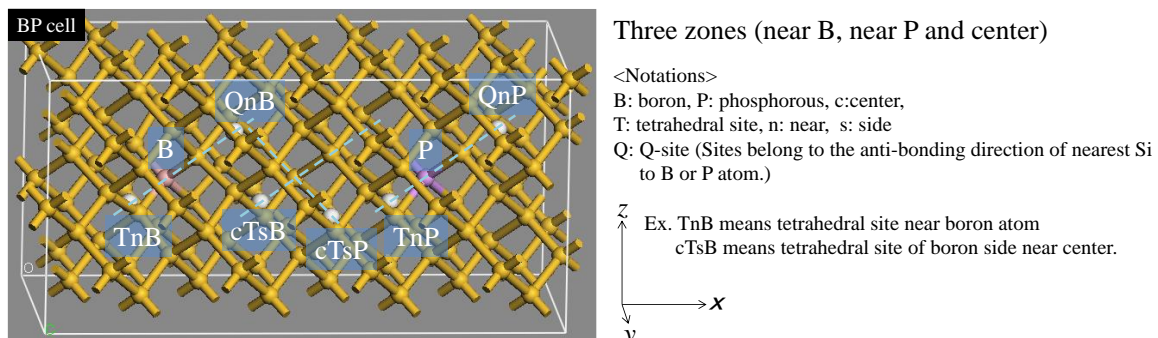 BP cell
QnB
QnP
B
P
TnB
cTsB
cTsP
TnP
O
Three zones (near B, near P and center)
<Notations>
B: boron, P: phosphorous, c:center,
T: tetrahedral site, n: near, s: side
Q: Q-site (Sites belong to the anti-bonding direction of nearest Si
to B or P atom.)
z
Ex. TnB means tetrahedral site near boron atom
cTsB means tetrahedral site of boron side near center.
x
y